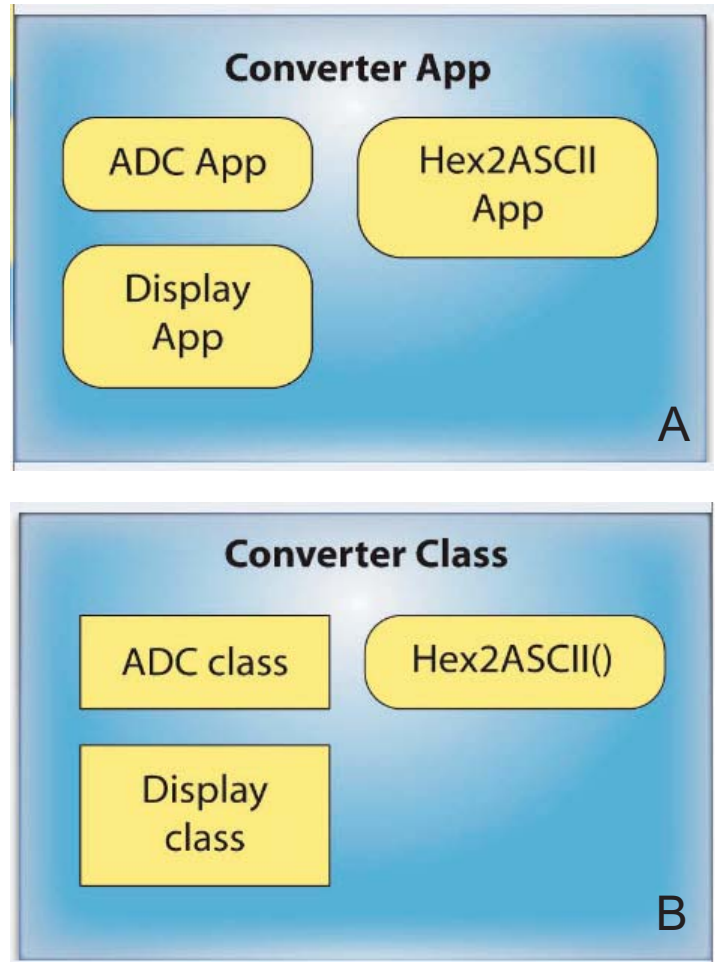 Converter App
ADC App
Hex2ASCII
App
Display
App
A
Converter Class
ADC class
Hex2ASCII()
Display
class
B